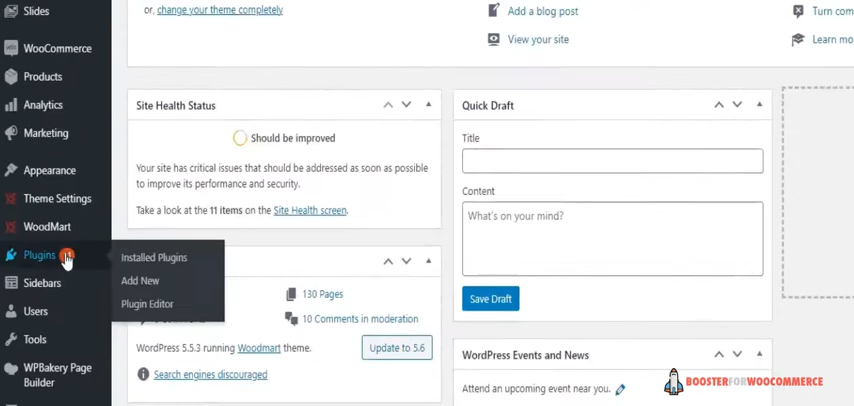 Slides
WooCommerce
Products
Analytics
Marketing
Appearance
Theme Settings
WoodMart
Plugins
Sidebars
Users
Tools
WPBakery Page
Builder
Installed Plugins
Add New
Plugin Editor
or, change your theme completely
Add a blog post
View your site
Turn com
Learn mo
Site Health Status
Should be improved
Your site has critical issues that should be addressed as soon as possible
to improve its performance and security.
Take a look at the 11 items on the Site Health screen.
130 Pages
10 Comments in moderation
WordPress 5.5.3 running Woodmart theme.
Update to 5.6
Search engines discouraged
Quick Draft
Title
Content
What's on your mind?
Save Draft
WordPress Events and News
Attend an upcoming event near you.
BOOSTERFORWOOCOMMERCE